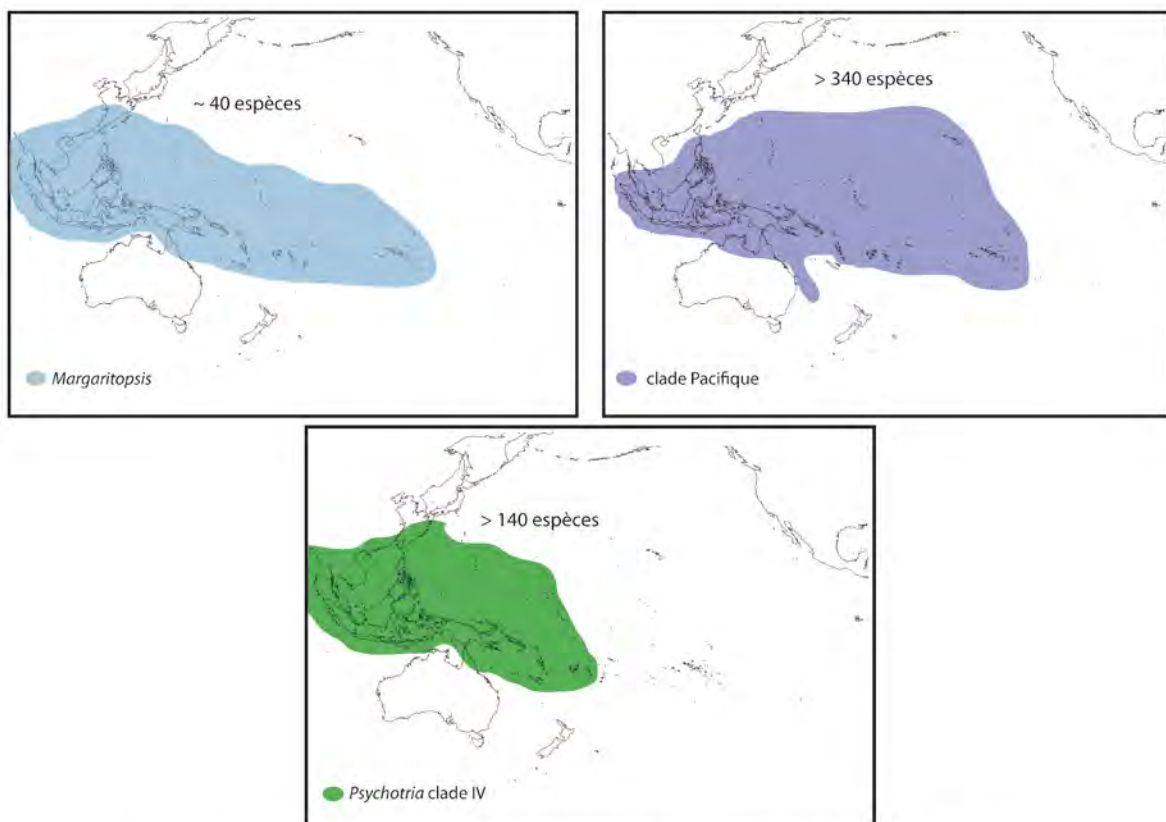 ~ 40 espèces
Margaritopsis
> 340 espèces
clade Pacifique
> 140 espèces
Psychotria clade IV